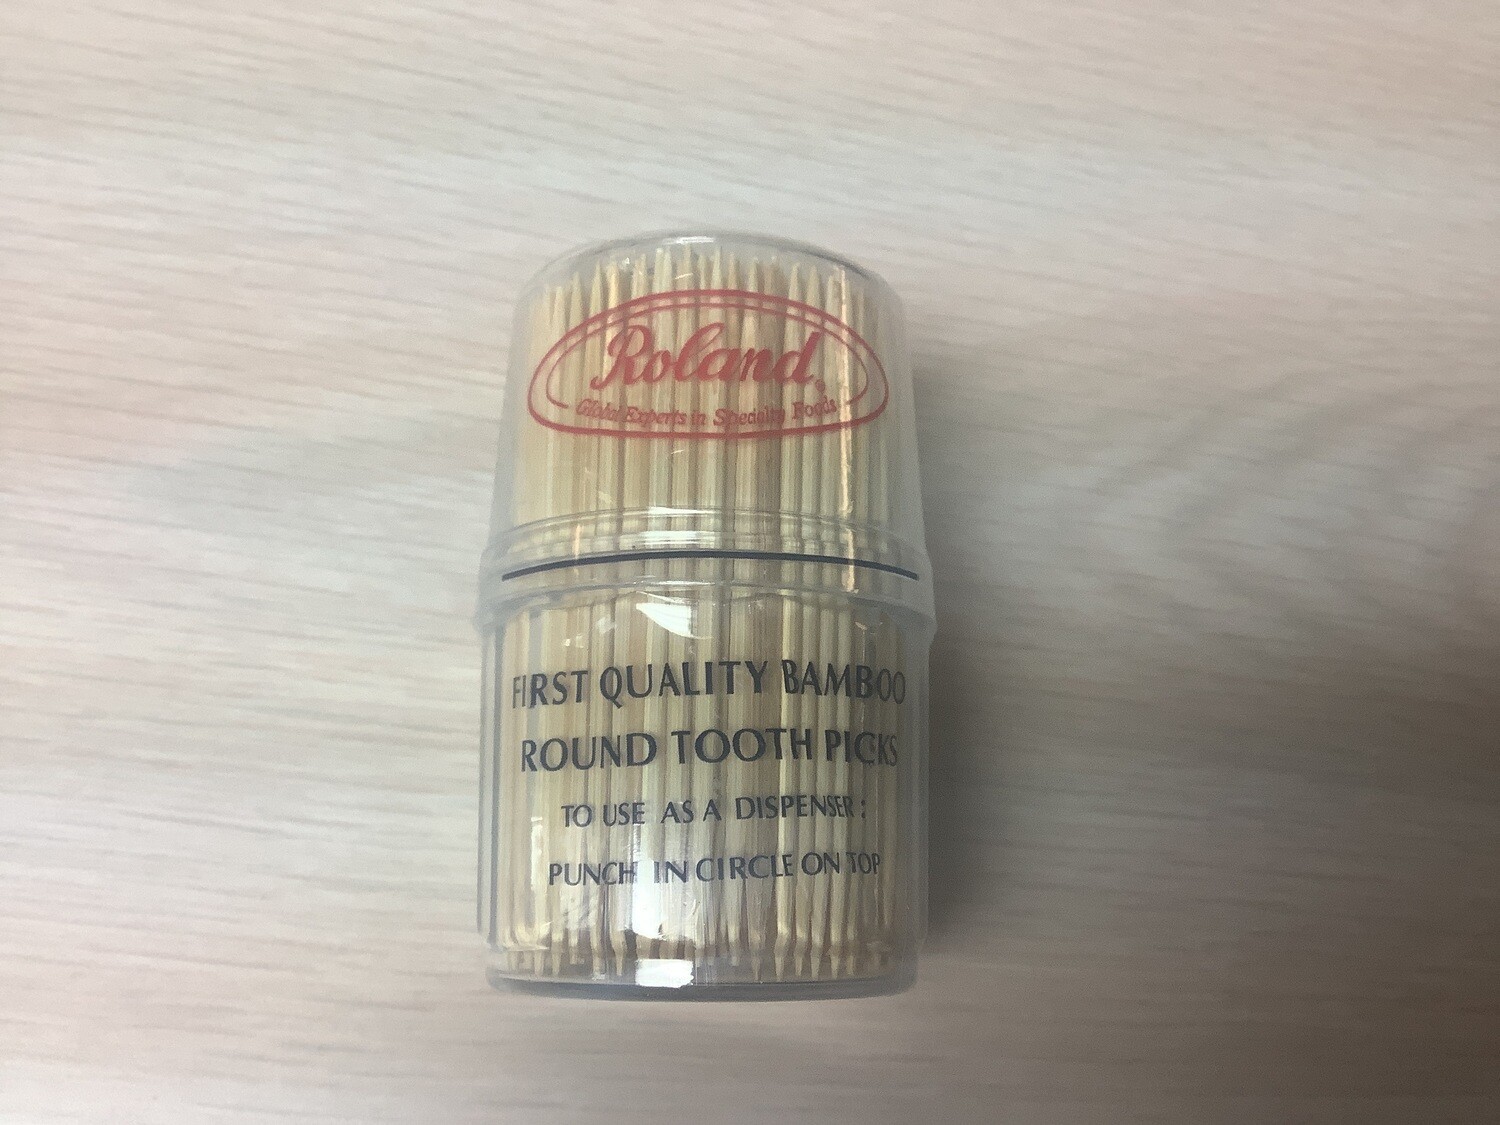 Roland®
Global Experts in Specialty Foods
FIRST QUALITY BAMBOO
ROUND TOOTH PICKS
TO USE AS A DISPENSER :
PUNCH IN CIRCLE ON TOP